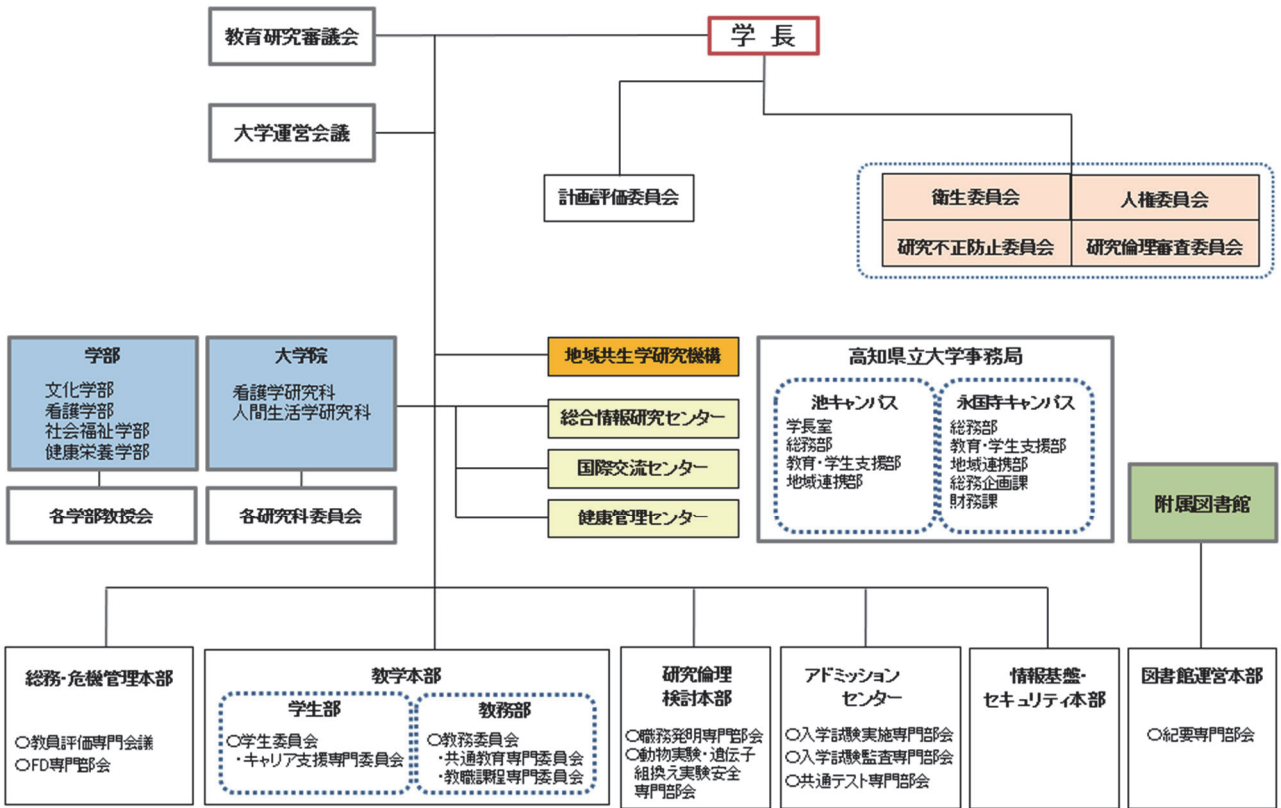 教育研究審議会
学 長
大学運営会議
計画評価委員会
衛生委員会
人権委員会
研究不正防止委員会
研究倫理審査委員会
学部
文化学部
看護学部
社会福祉学部
健康栄養学部
各学部教授会
大学院
看護学研究科
人間生活学研究科
各研究科委員会
地域共生学研究機構
総合情報研究センター
国際交流センター
健康管理センター
高知県立大学事務局
池キャンパス
学長室
総務部
教育・学生支援部
地域連携部
永国寺キャンパス
総務部
教育・学生支援部
地域連携部
総務企画課
財務課
附属図書館
総務・危機管理本部
○教員評価専門会議
○FD専門部会
教学本部
学生部
○学生委員会
・キャリア支援専門委員会
教務部
○教務委員会
・共通教育専門委員会
・教職課程専門委員会
研究倫理
検討本部
○職務発明専門部会
○動物実験・遺伝子
組換え実験安全
専門部会
アドミッション
センター
○入学試験実施専門部会
○入学試験監査専門部会
○共通テスト専門部会
情報基盤・
セキュリティ本部
図書館運営本部
○紀要専門部会